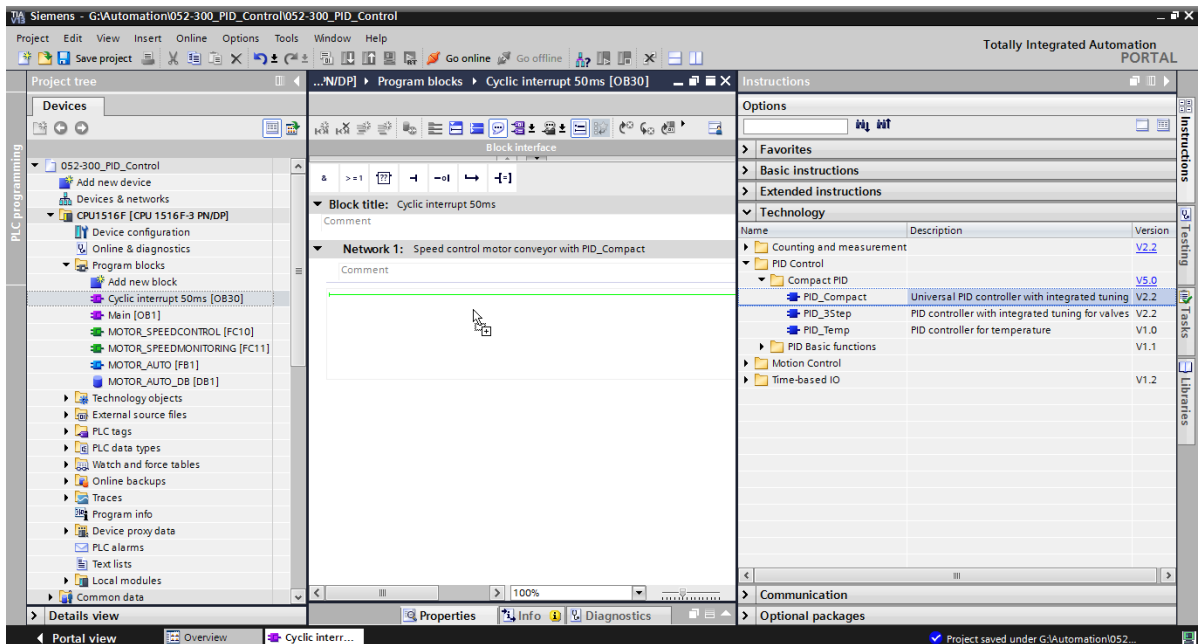 Siemens - G:\Automation\052-300_PID_Control\052-300_PID_Control
Project Edit View Insert Online Options Tools Window Help
Totally Integrated Automation
PORTAL
Save project
Go online
Go offline
Project tree
Devices
PLC programming
052-300_PID_Control
Add new device
Devices & networks
CPU1516F [CPU 1516F-3 PN/DP]
Device configuration
Online & diagnostics
Program blocks
Add new block
Cyclic interrupt 50ms [OB30]
Main [OB1]
MOTOR_SPEEDCONTROL [FC10]
MOTOR_SPEEDMONITORING [FC11]
MOTOR_AUTO [FB1]
MOTOR_AUTO_DB [DB1]
Technology objects
External source files
PLC tags
PLC data types
Watch and force tables
Online backups
Traces
Program info
Device proxy data
PLC alarms
Text lists
Local modules
Common data
Details view
Portal view
Overview
Cyclic interr...
...'N/DP] Program blocks Cyclic interrupt 50ms [OB30]
Block interface
& >=1 ?? -o| -[=]
Block title: Cyclic interrupt 50ms
Comment
Network 1: Speed control motor conveyor with PID_Compact
Comment
100%
Properties
Info
Diagnostics
Instructions
Options
Favorites
Basic instructions
Extended instructions
Technology
Name Description Version
Counting and measurement V2.2
PID Control
Compact PID V5.0
PID_Compact Universal PID controller with integrated tuning V2.2
PID_3Step PID controller with integrated tuning for valves V2.2
PID_Temp PID controller for temperature V1.0
PID Basic functions V1.1
Motion Control
Time-based IO V1.2
Communication
Optional packages
Instructions
Testing
Tasks
Libraries
Project saved under G:\Automation\052...